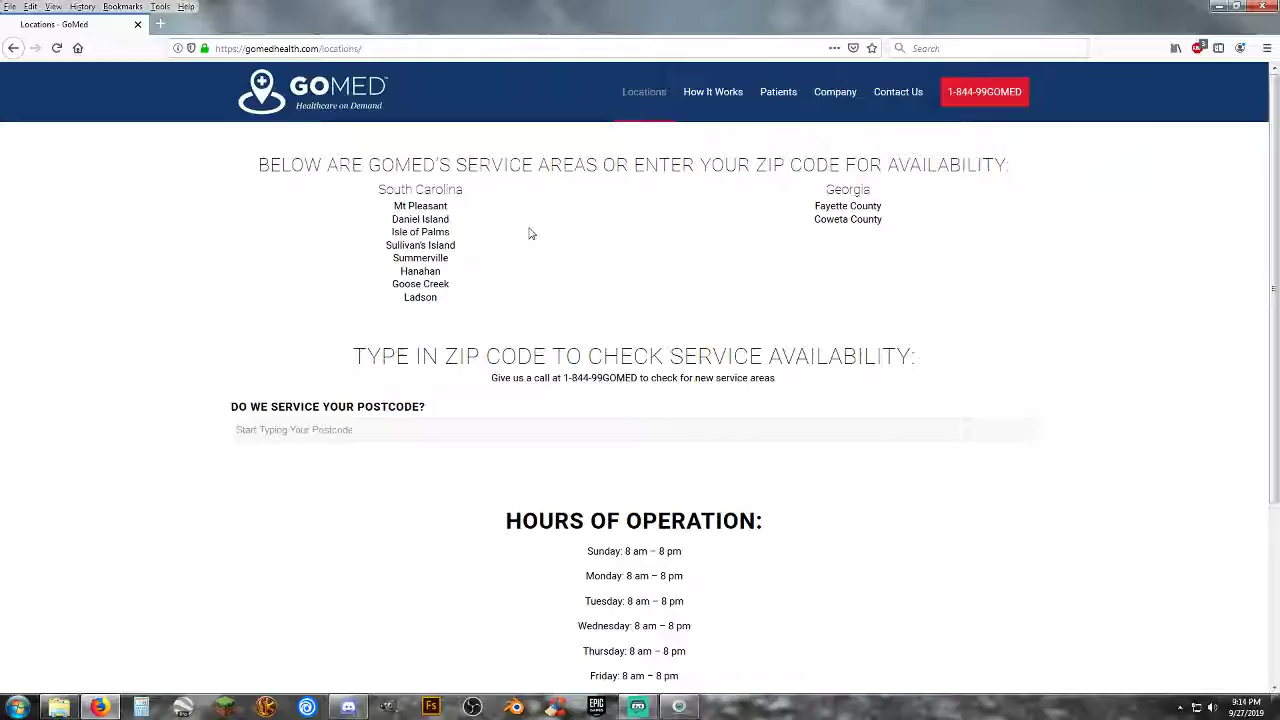 File Edit View History Bookmarks Tools Help
Locations - GoMed
https://gomedhealth.com/locations/
Search
3
GOMED™
Healthcare on Demand
Locations How It Works Patients Company Contact Us 1-844-99GOMED
BELOW ARE GOMED'S SERVICE AREAS OR ENTER YOUR ZIP CODE FOR AVAILABILITY:
South Carolina
Mt Pleasant
Daniel Island
Isle of Palms
Sullivan's Island
Summerville
Hanahan
Goose Creek
Ladson
Georgia
Fayette County
Coweta County
TYPE IN ZIP CODE TO CHECK SERVICE AVAILABILITY:
Give us a call at 1-844-99GOMED to check for new service areas
DO WE SERVICE YOUR POSTCODE?
Start Typing Your Postcode
HOURS OF OPERATION:
Sunday: 8 am – 8 pm
Monday: 8 am – 8 pm
Tuesday: 8 am – 8 pm
Wednesday: 8 am – 8 pm
Thursday: 8 am – 8 pm
Friday: 8 am – 8 pm
Fs
EPIC
GAMES
9:14 PM
9/27/2019